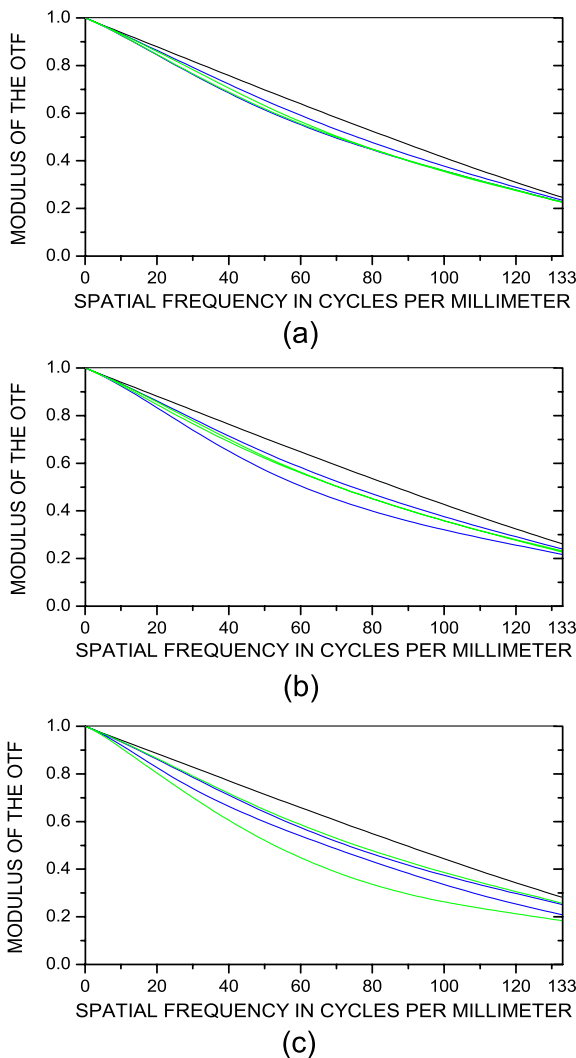 1.0
0.8
0.6
0.4
0.2
0.0
MODULUS OF THE OTF
0 20 40 60 80 100 120 133
SPATIAL FREQUENCY IN CYCLES PER MILLIMETER
(a)
1.0
0.8
0.6
0.4
0.2
0.0
MODULUS OF THE OTF
0 20 40 60 80 100 120 133
SPATIAL FREQUENCY IN CYCLES PER MILLIMETER
(b)
1.0
0.8
0.6
0.4
0.2
0.0
MODULUS OF THE OTF
0 20 40 60 80 100 120 133
SPATIAL FREQUENCY IN CYCLES PER MILLIMETER
(c)